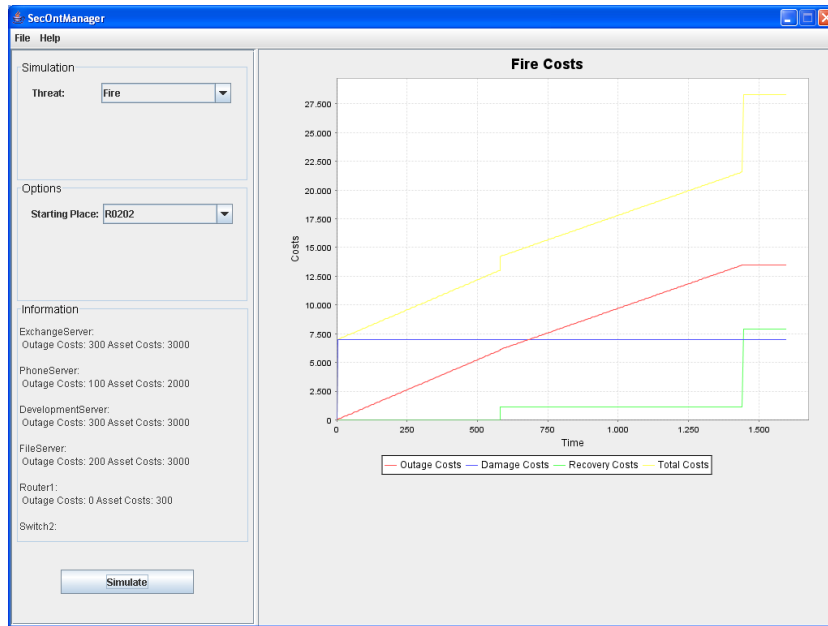 SecOntManager
File Help
Simulation
Threat: Fire
Options
Starting Place: R0202
Information
ExchangeServer:
Outage Costs: 300 Asset Costs: 3000
PhoneServer:
Outage Costs: 100 Asset Costs: 2000
DevelopmentServer:
Outage Costs: 300 Asset Costs: 3000
FileServer:
Outage Costs: 200 Asset Costs: 3000
Router1:
Outage Costs: 0 Asset Costs: 300
Switch2:
Simulate
Fire Costs
Costs
27.500
25.000
22.500
20.000
17.500
15.000
12.500
10.000
7.500
5.000
2.500
0
0 250 500 750 1.000 1.250 1.500
Time
Outage Costs Damage Costs Recovery Costs Total Costs